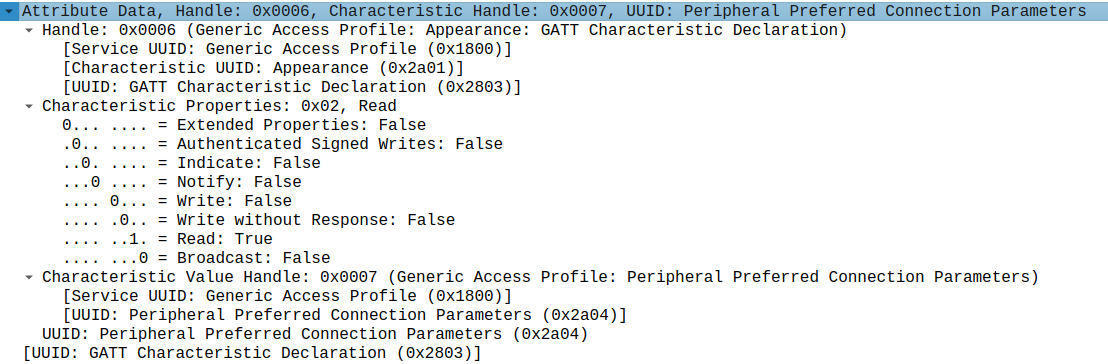 Attribute Data, Handle: 0x0006, Characteristic Handle: 0x0007, UUID: Peripheral Preferred Connection Parameters
Handle: 0x0006 (Generic Access Profile: Appearance: GATT Characteristic Declaration)
[Service UUID: Generic Access Profile (0x1800)]
[Characteristic UUID: Appearance (0x2a01)]
[UUID: GATT Characteristic Declaration (0x2803)]
Characteristic Properties: 0x02, Read
0... .... = Extended Properties: False
.0.. .... = Authenticated Signed Writes: False
..0. .... = Indicate: False
...0 .... = Notify: False
.... 0... = Write: False
.... .0.. = Write without Response: False
.... ..1. = Read: True
.... ...0 = Broadcast: False
Characteristic Value Handle: 0x0007 (Generic Access Profile: Peripheral Preferred Connection Parameters)
[Service UUID: Generic Access Profile (0x1800)]
[UUID: Peripheral Preferred Connection Parameters (0x2a04)]
UUID: Peripheral Preferred Connection Parameters (0x2a04)
[UUID: GATT Characteristic Declaration (0x2803)]